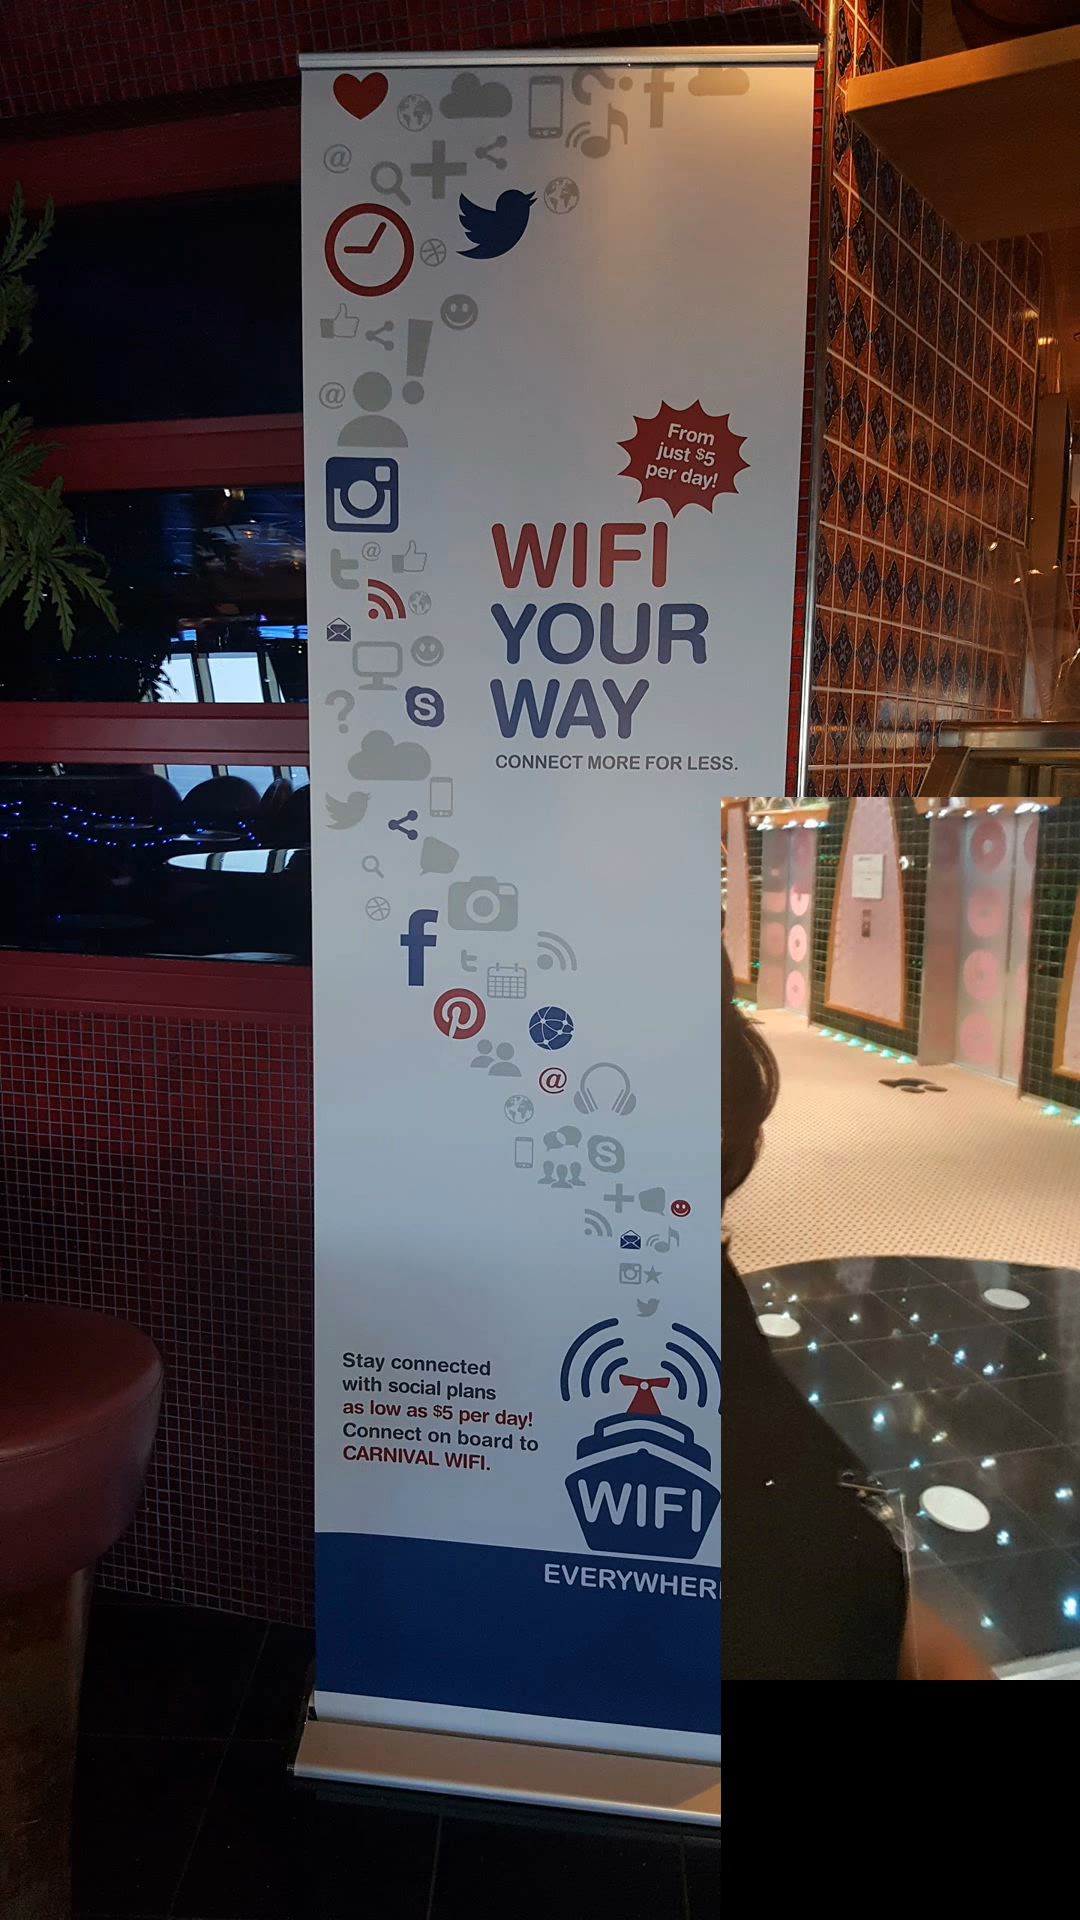 From
just $5
per day!
WIFI
YOUR
WAY
CONNECT MORE FOR LESS.
Stay connected
with social plans
as low as $5 per day!
Connect on board to
CARNIVAL WIFI.
WIFI
EVERYWHER